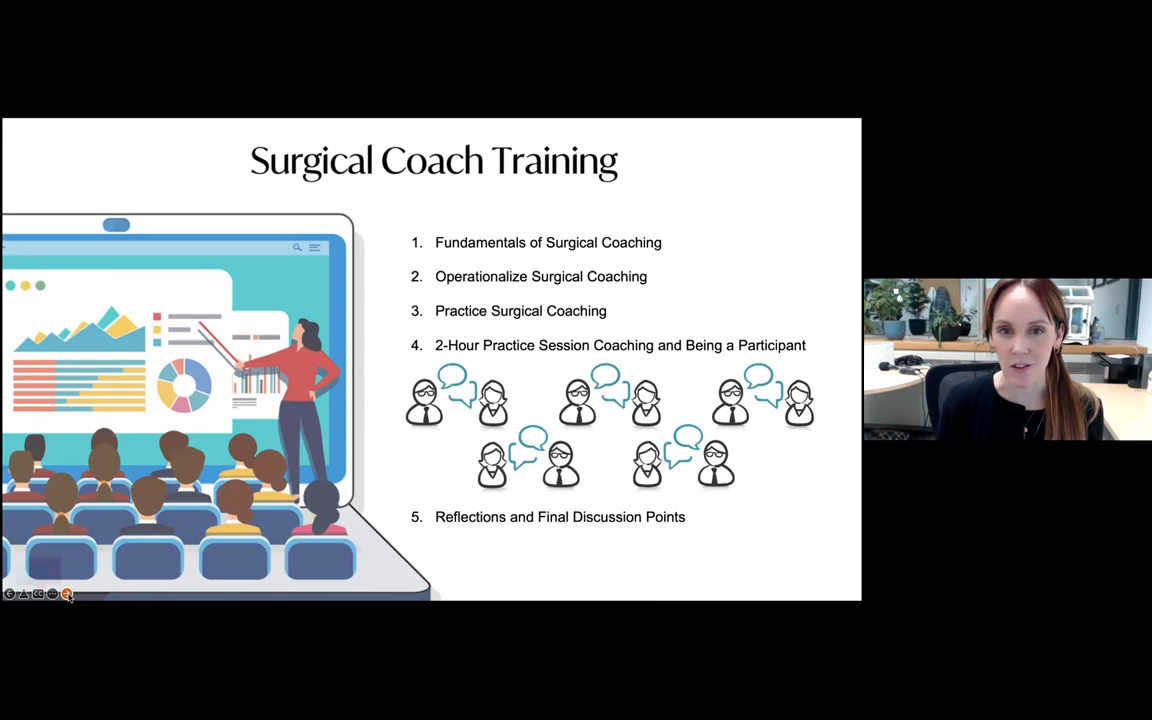 Surgical Coach Training
1. Fundamentals of Surgical Coaching
2. Operationalize Surgical Coaching
3. Practice Surgical Coaching
4. 2-Hour Practice Session Coaching and Being a Participant
5. Reflections and Final Discussion Points